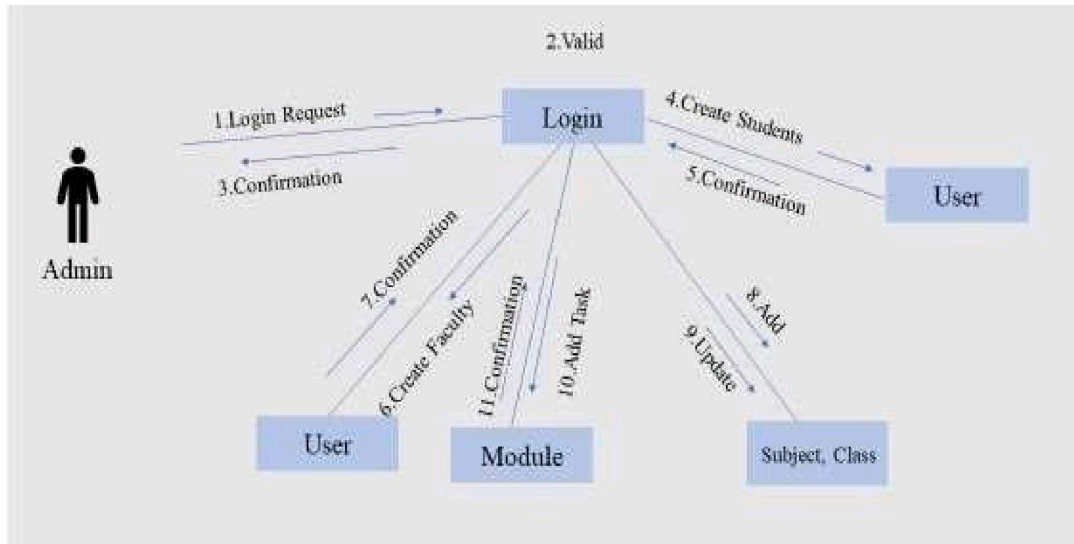 2.Valid
1.Login Request
Login
4.Create Students
3.Confirmation
5.Confirmation
User
Admin
7.Confirmation
6.Create Faculty
11.Confirmation
10.Add Task
8.Add
9.Update
User
Module
Subject, Class